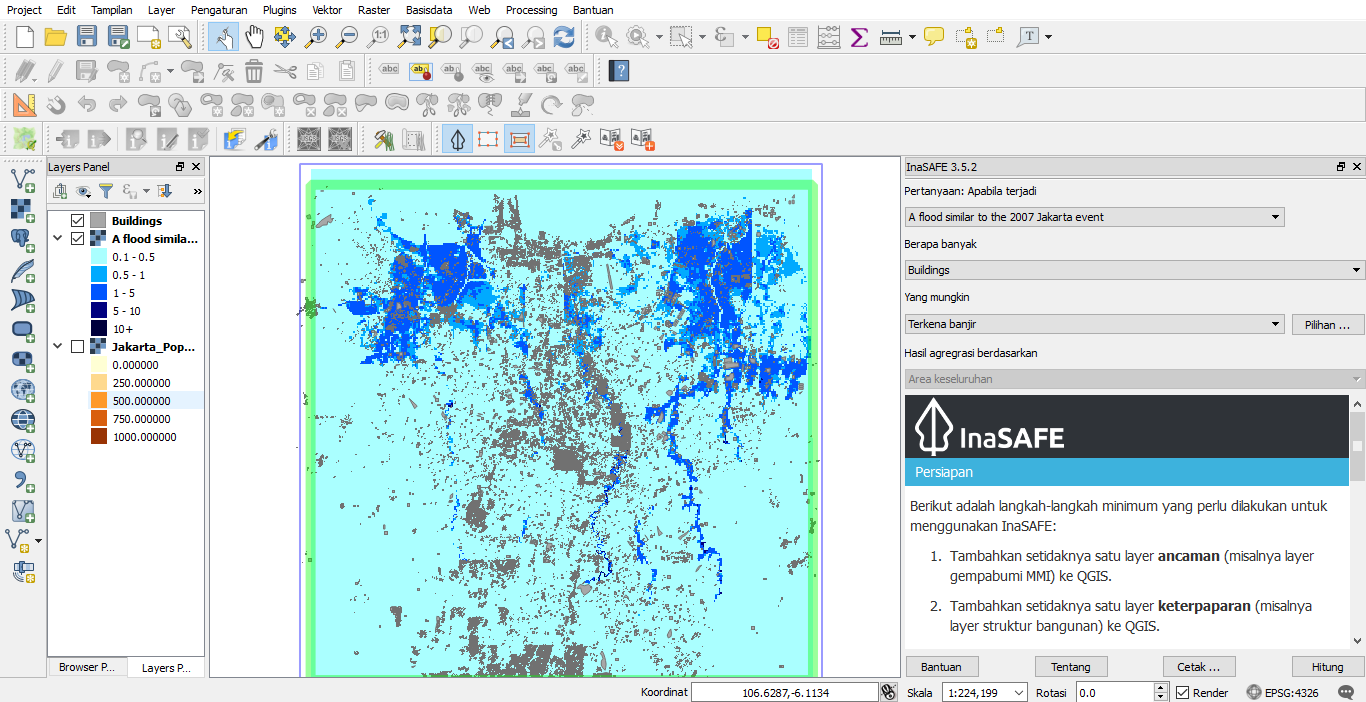 Project Edit Tampilan Layer Pengaturan Plugins Vektor Raster Basisdata Web Processing Bantuan
Layers Panel
Buildings
A flood simila...
0.1 - 0.5
0.5 - 1
1 - 5
5 - 10
10+
Jakarta_Pop...
0.000000
250.000000
500.000000
750.000000
1000.000000
Browser P... Layers P...
InaSAFE 3.5.2
Pertanyaan: Apabila terjadi
A flood similar to the 2007 Jakarta event
Berapa banyak
Buildings
Yang mungkin
Terkena banjir Pilihan ...
Hasil agregrasi berdasarkan
Area keseluruhan
InaSAFE
Persiapan
Berikut adalah langkah-langkah minimum yang perlu dilakukan untuk
menggunakan InaSAFE:
1. Tambahkan setidaknya satu layer ancaman (misalnya layer
gempabumi MMI) ke QGIS.
2. Tambahkan setidaknya satu layer keterpaparan (misalnya
layer struktur bangunan) ke QGIS.
Bantuan Tentang Cetak ... Hitung
Koordinat 106.6287,-6.1134 Skala 1:224,199 Rotasi 0.0 Render EPSG:4326